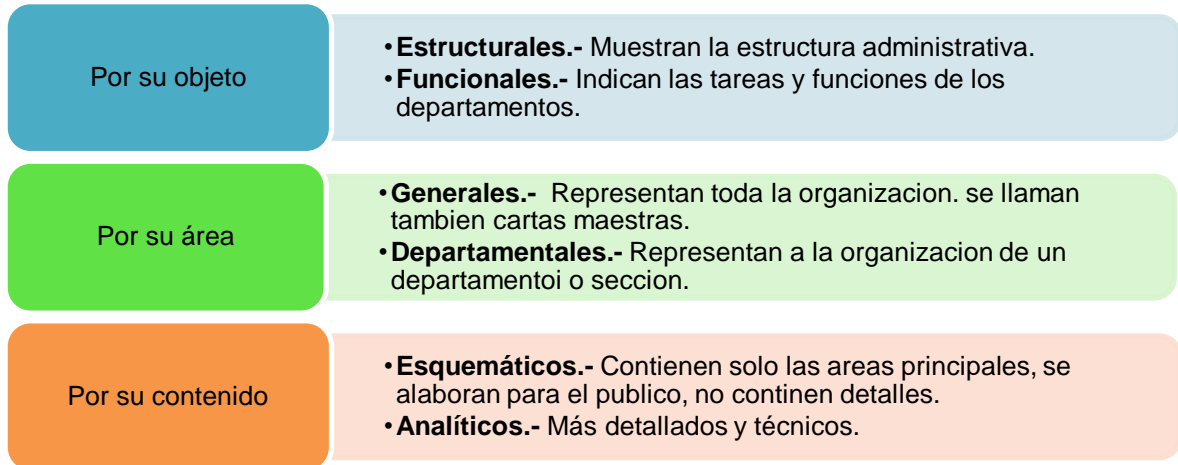 Por su objeto
•Estructurales.- Muestran la estructura administrativa.
•Funcionales.- Indican las tareas y funciones de los
departamentos.
Por su área
•Generales.- Representan toda la organizacion. se llaman
tambien cartas maestras.
•Departamentales.- Representan a la organizacion de un
departamentoi o seccion.
Por su contenido
•Esquemáticos.- Contienen solo las areas principales, se
alaboran para el publico, no continen detalles.
•Analíticos.- Más detallados y técnicos.